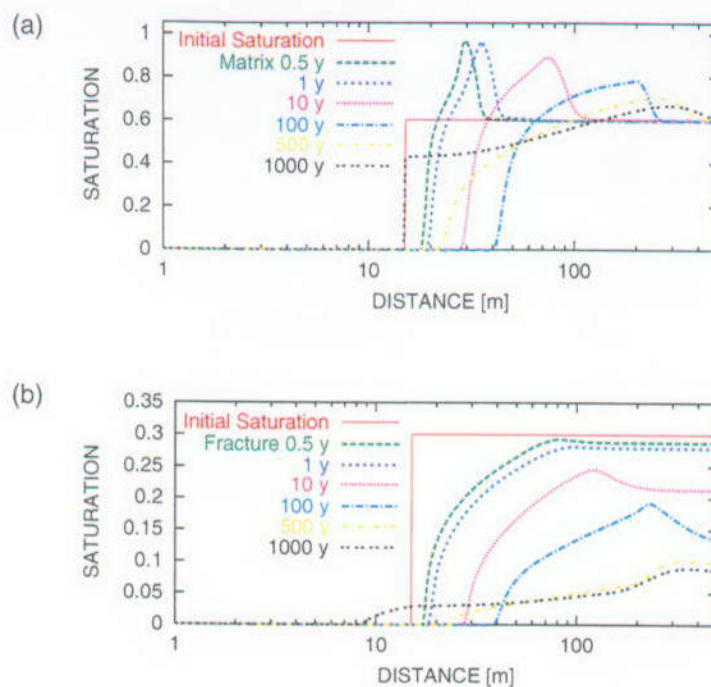 (a)
SATURATION
1
0.8
0.6
0.4
0.2
0
Initial Saturation
Matrix 0.5 y
1 y
10 y
100 y
500 y
1000 y
1 10 100
DISTANCE [m]
(b)
SATURATION
0.35
0.3
0.25
0.2
0.15
0.1
0.05
0
Initial Saturation
Fracture 0.5 y
1 y
10 y
100 y
500 y
1000 y
1 10 100
DISTANCE [m]